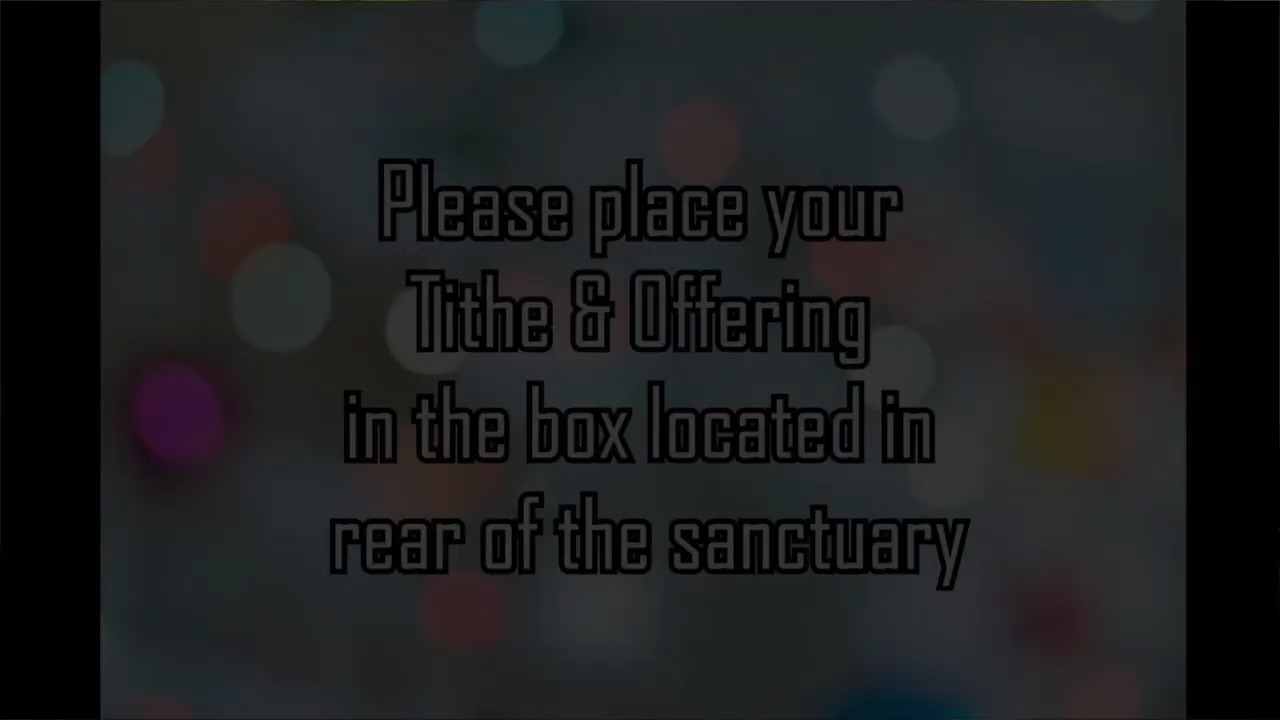 Please place your
Tithe & Offering
in the box located in
rear of the sanctuary